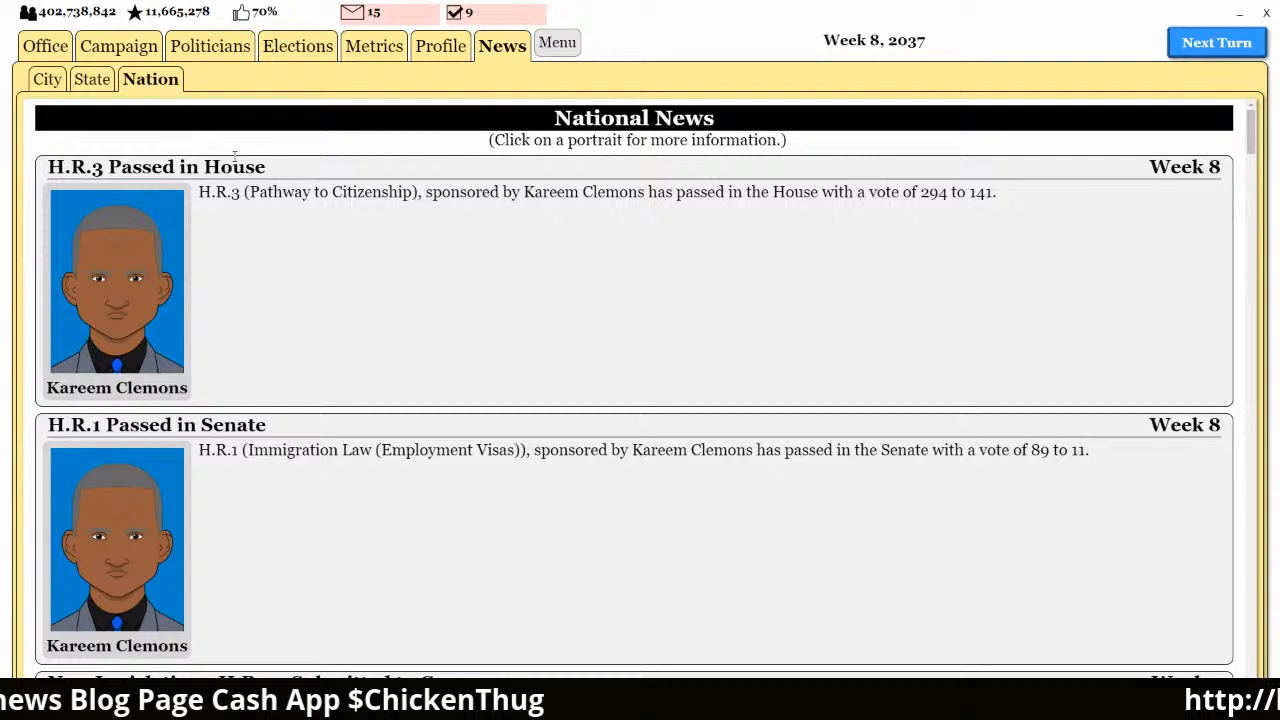 402,738,842 11,665,278 70% 15 9 _ X
Office Campaign Politicians Elections Metrics Profile News Menu Week 8, 2037 Next Turn
City State Nation
National News
(Click on a portrait for more information.)
H.R.3 Passed in House Week 8
H.R.3 (Pathway to Citizenship), sponsored by Kareem Clemons has passed in the House with a vote of 294 to 141.
Kareem Clemons
H.R.1 Passed in Senate Week 8
H.R.1 (Immigration Law (Employment Visas)), sponsored by Kareem Clemons has passed in the Senate with a vote of 89 to 11.
Kareem Clemons
news Blog Page Cash App $ChickenThug http://